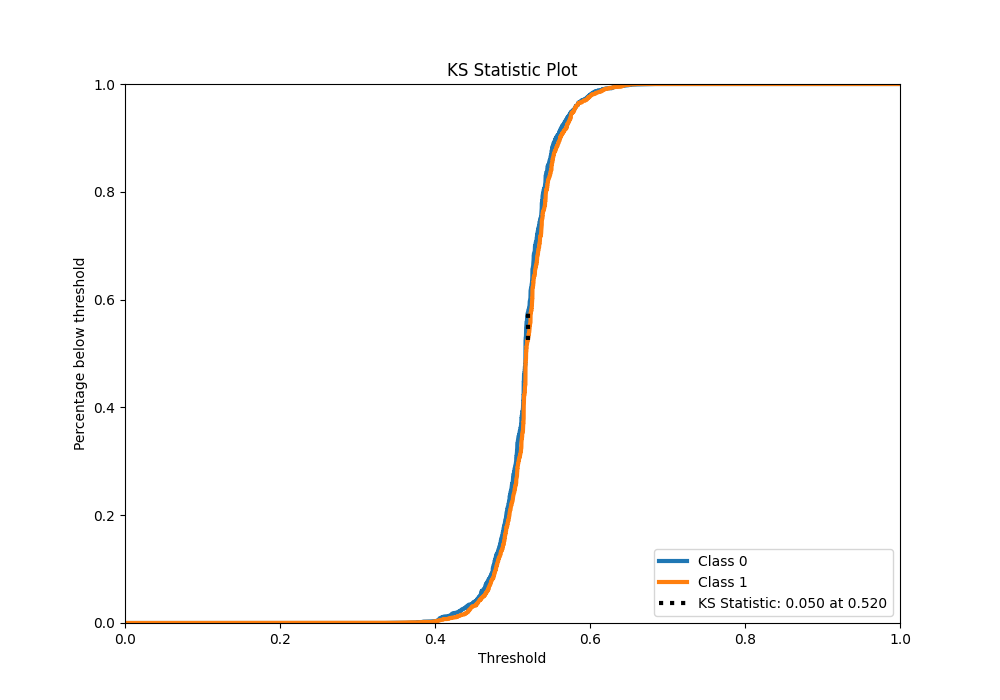 KS Statistic Plot
1.0
0.8
0.6
0.4
0.2
0.0
Percentage below threshold
0.0 0.2 0.4 0.6 0.8 1.0
Threshold
Class 0
Class 1
KS Statistic: 0.050 at 0.520